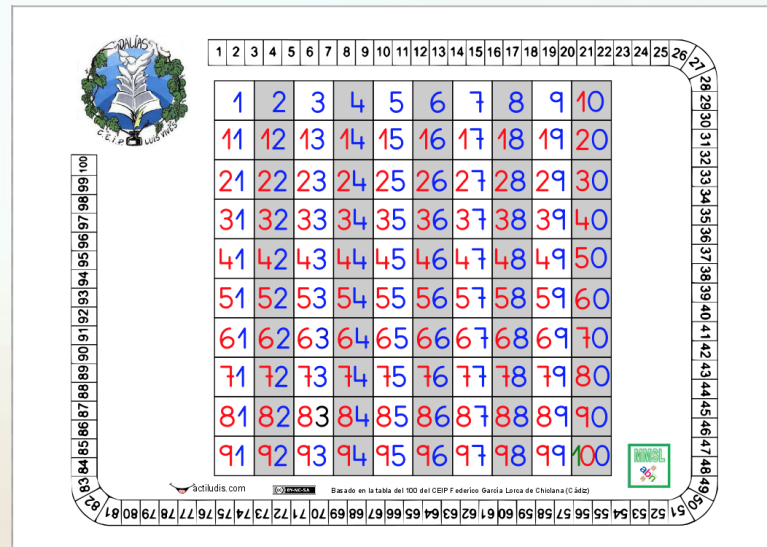 DALÍAS
C.E.I.P. LUIS VIVES
1 2 3 4 5 6 7 8 9 10 11 12 13 14 15 16 17 18 19 20 21 22 23 24 25 26 27
28 29 30 31 32 33 34 35 36 37 38 39 40 41 42 43 44 45 46 47 48 49
50 51 52 53 54 55 56 57 58 59 60 61 62 63 64 65 66 67 68 69 70 71 72 73 74 75 76 77 78 79 80 81
82 83 84 85 86 87 88 89 90 91 92 93 94 95 96 97 98 99 100
1 2 3 4 5 6 7 8 9 10
11 12 13 14 15 16 17 18 19 20
21 22 23 24 25 26 27 28 29 30
31 32 33 34 35 36 37 38 39 40
41 42 43 44 45 46 47 48 49 50
51 52 53 54 55 56 57 58 59 60
61 62 63 64 65 66 67 68 69 70
71 72 73 74 75 76 77 78 79 80
81 82 83 84 85 86 87 88 89 90
91 92 93 94 95 96 97 98 99 100
MMSL
abn
actiludis.com
BY-NC-SA
Basado en la tabla del 100 del CEIP Federico García Lorca de Chiclana (Cádiz)